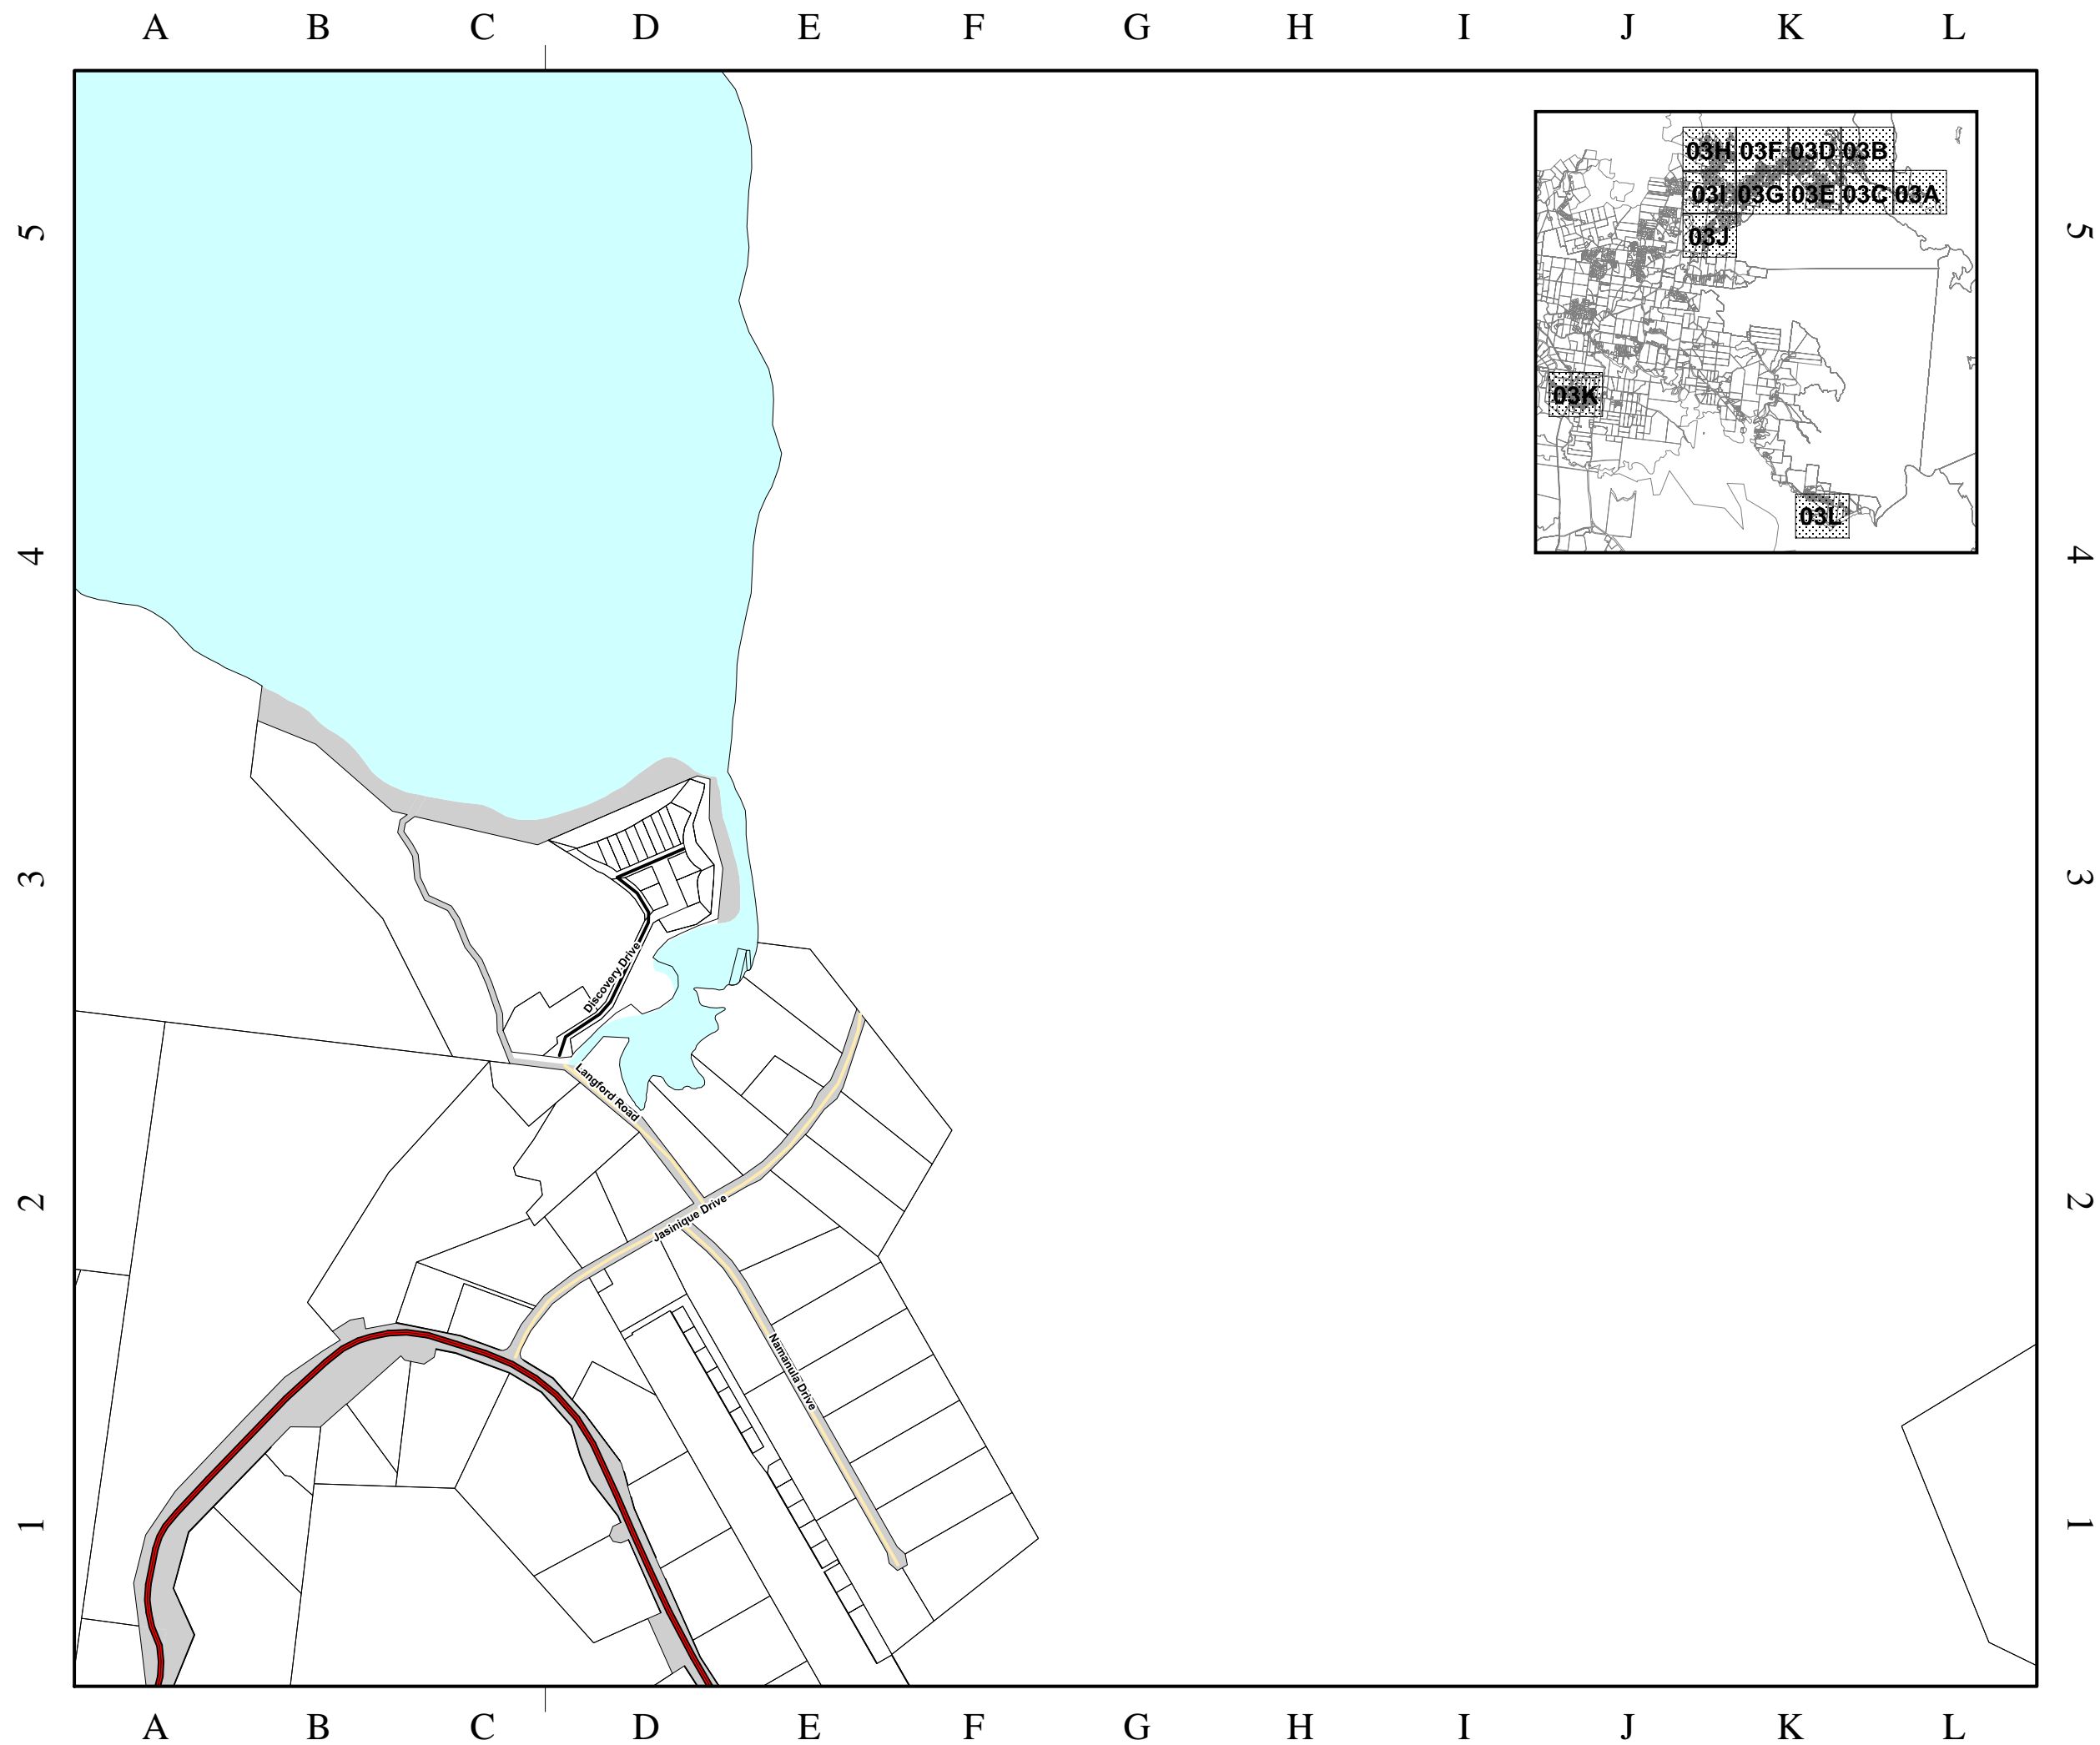 A B C D E F G H I J K L
03H 03F 03D 03B
03I 03G 03E 03C 03A
5 03J 5
03K
03L
4 4
3 3
Discovery Drive
Langford Road
2 Jasinique Drive 2
Namanula Drive
1 1
A B C D E F G H I J K L